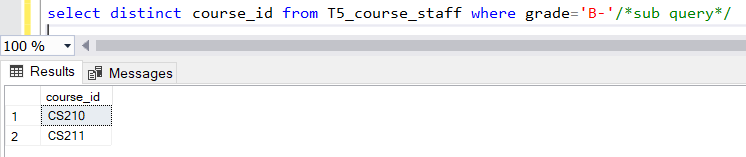 select distinct course_id from T5_course_staff where grade='B-'/*sub query*/
100 %
Results Messages
course_id
1 CS210
2 CS211